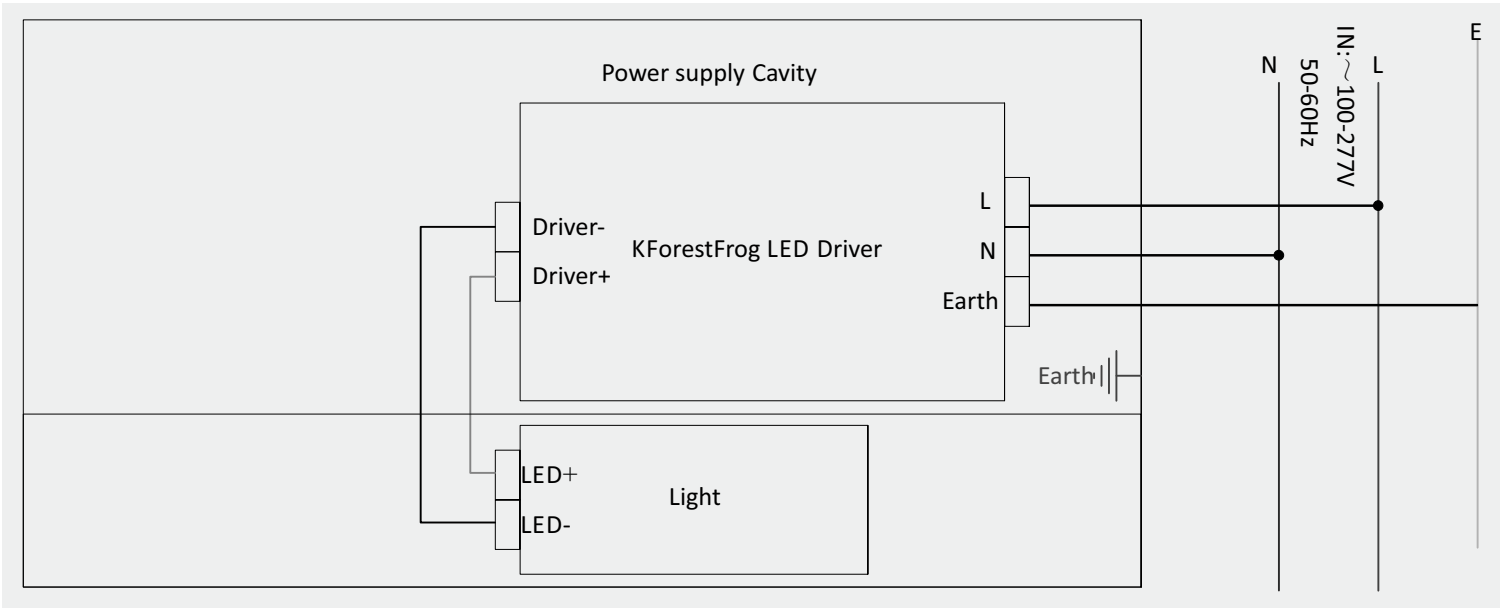 Power supply Cavity
Driver-
Driver+
KForestFrog LED Driver
L
N
Earth
Earth
LED+
LED-
Light
N
IN:～100-277V
50-60Hz
L
E